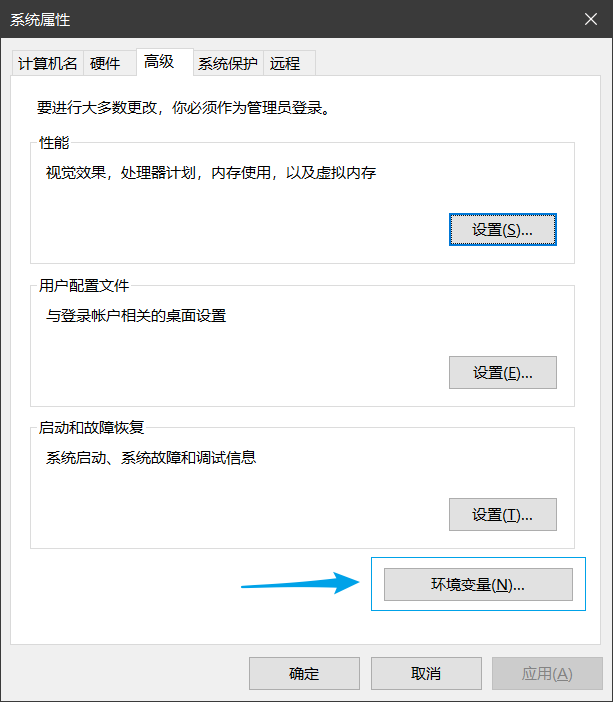 系统属性
计算机名 硬件 高级 系统保护 远程
要进行大多数更改，你必须作为管理员登录。
性能
视觉效果，处理器计划，内存使用，以及虚拟内存
设置(S)...
用户配置文件
与登录帐户相关的桌面设置
设置(E)...
启动和故障恢复
系统启动、系统故障和调试信息
设置(T)...
环境变量(N)...
确定 取消 应用(A)